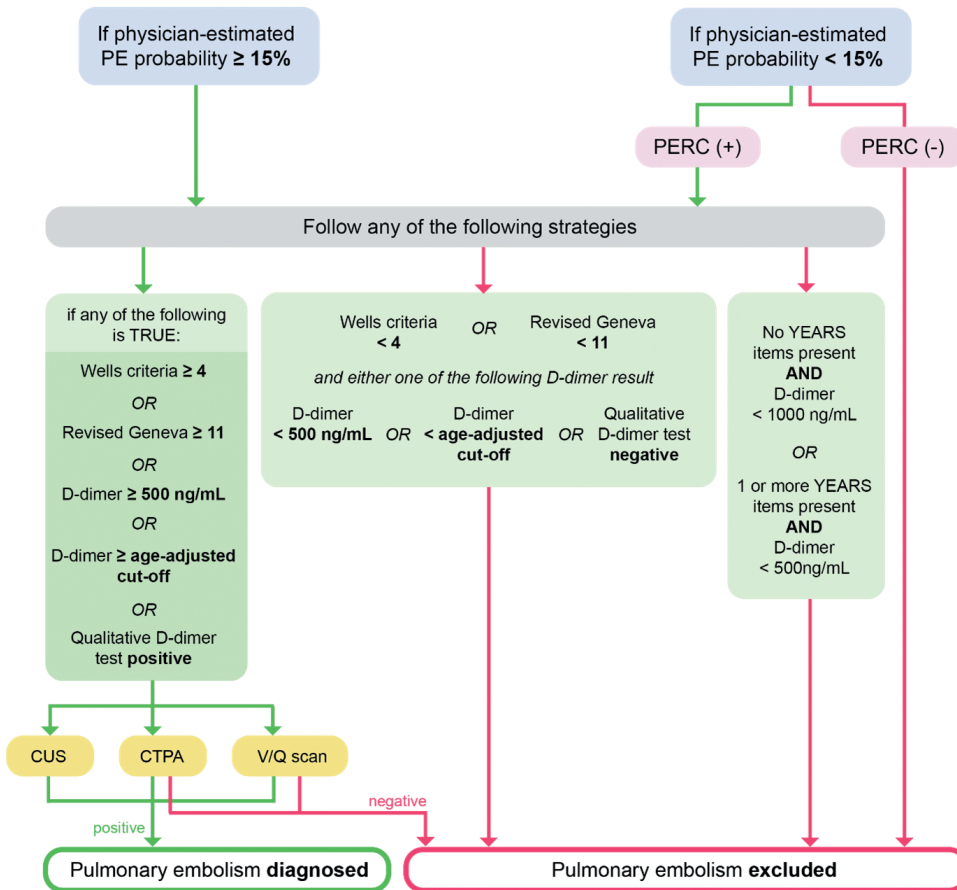 If physician-estimated
PE probability ≥ 15%
If physician-estimated
PE probability < 15%
PERC (+)
PERC (-)
Follow any of the following strategies
if any of the following
is TRUE:
Wells criteria ≥ 4
OR
Revised Geneva ≥ 11
OR
D-dimer ≥ 500 ng/mL
OR
D-dimer ≥ age-adjusted
cut-off
OR
Qualitative D-dimer
test positive
Wells criteria
< 4
OR
Revised Geneva
< 11
and either one of the following D-dimer result
D-dimer
< 500 ng/mL
OR
D-dimer
< age-adjusted
cut-off
OR
Qualitative
D-dimer test
negative
No YEARS
items present
AND
D-dimer
< 1000 ng/mL
OR
1 or more YEARS
items present
AND
D-dimer
< 500ng/mL
CUS
CTPA
V/Q scan
positive
negative
Pulmonary embolism diagnosed
Pulmonary embolism excluded